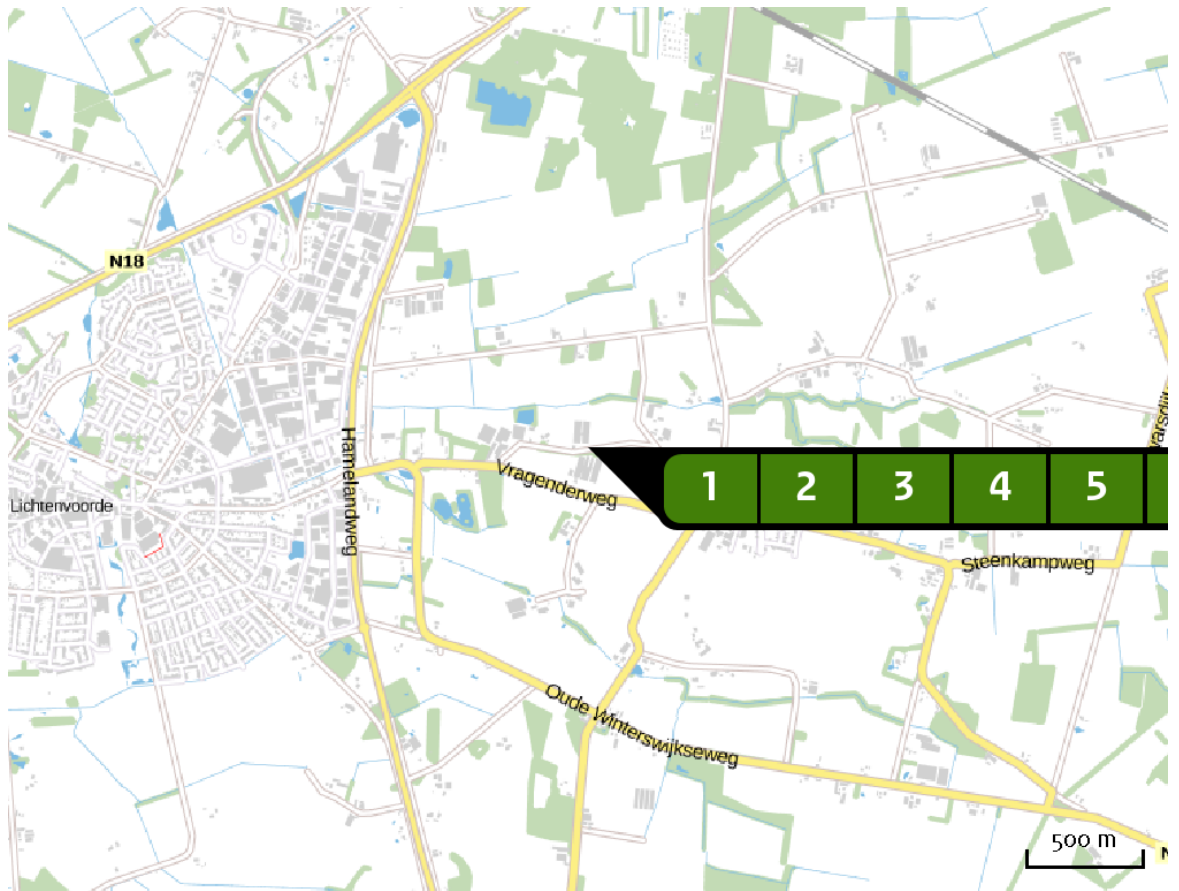 N18
Hamelandweg
Vragenderweg
1 2 3 4 5
Lichtenvoorde
Steenkampweg
Oude Winterswijkseweg
500 m
N